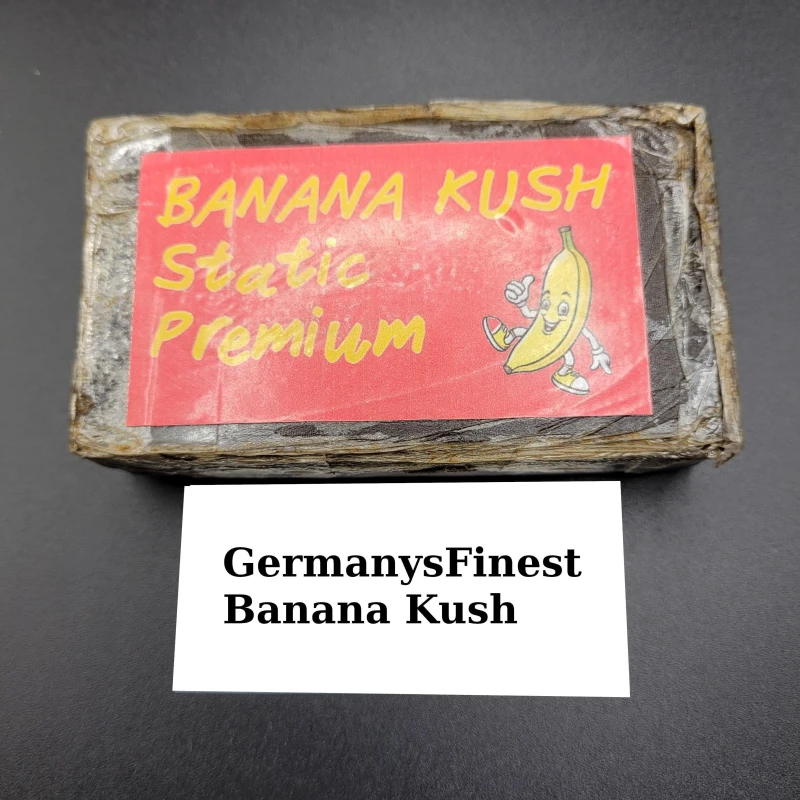 BANANA KUSH
Static
Premium
GermanysFinest
Banana Kush